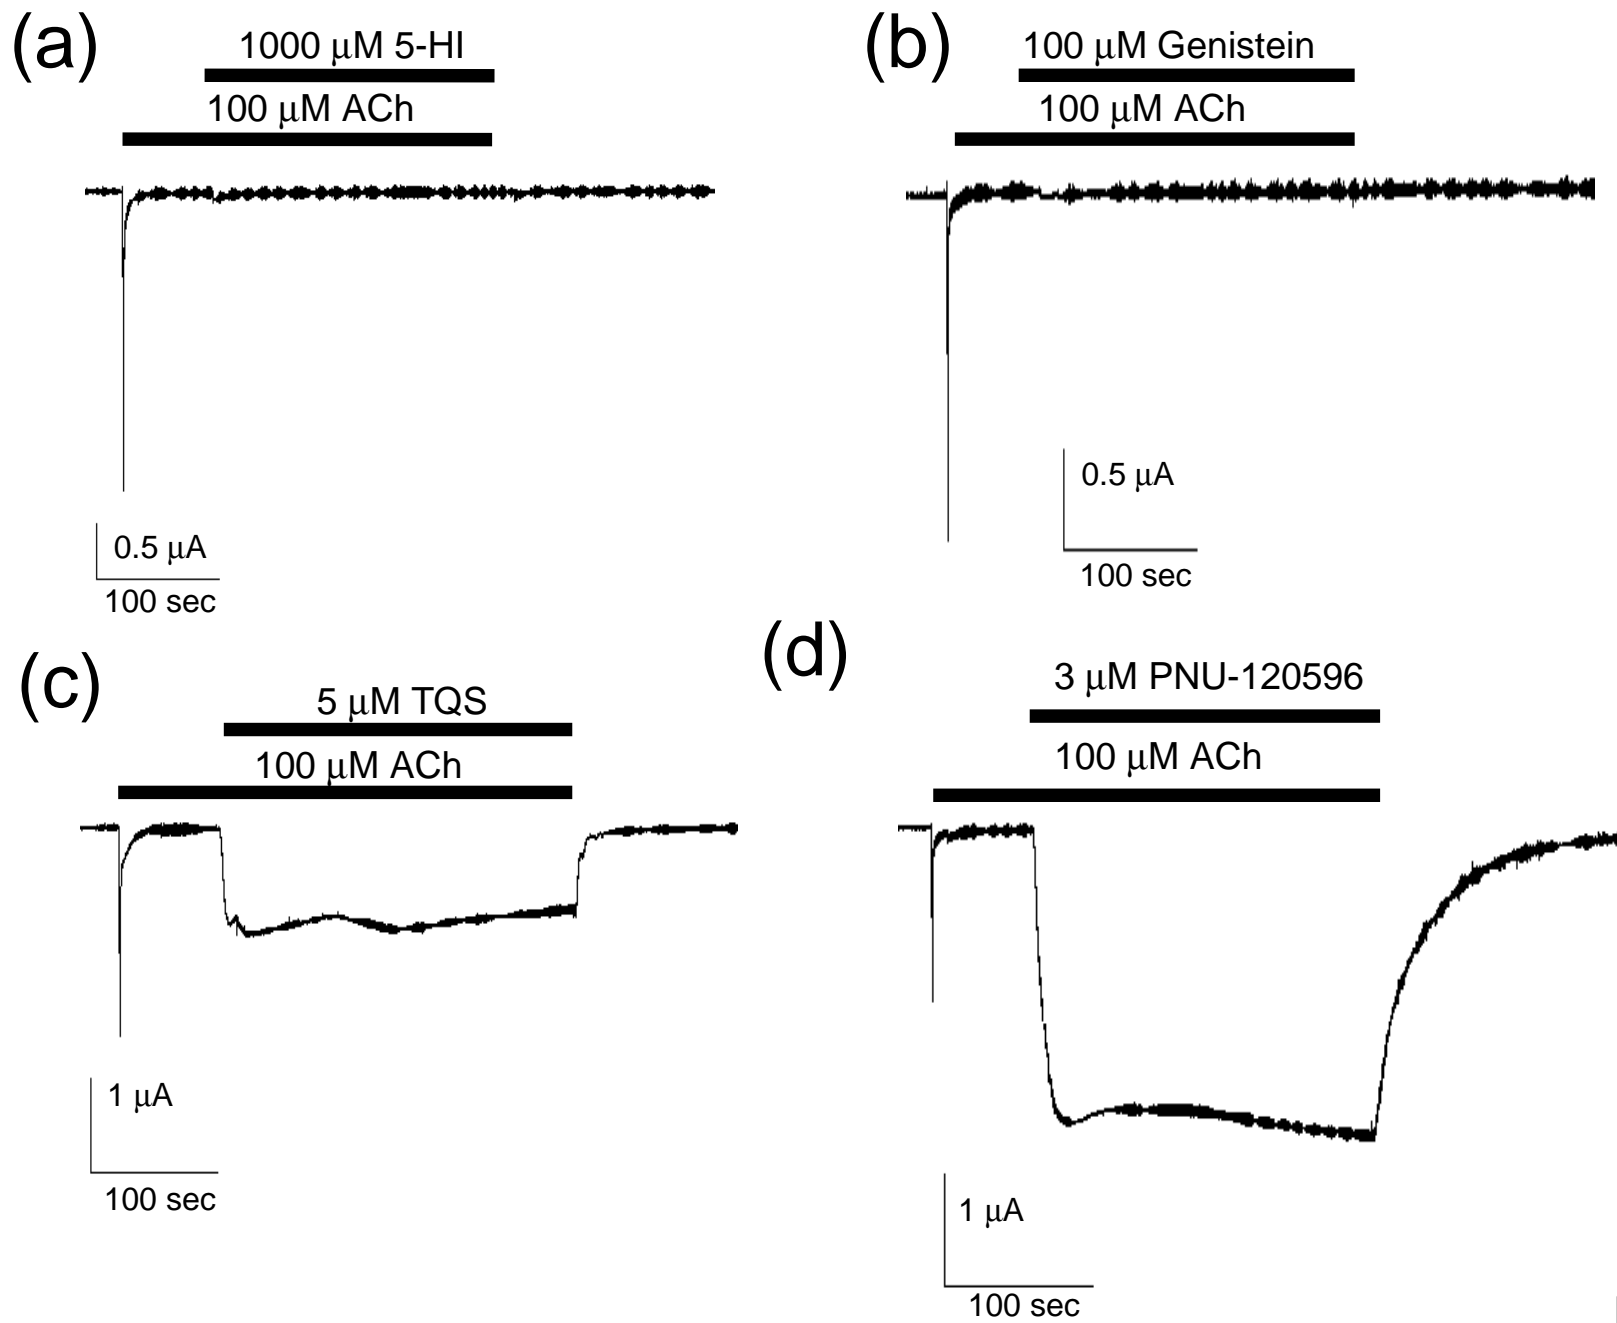 (a)
1000 μM 5-HI
100 μM ACh
0.5 μA
100 sec
(b)
100 μM Genistein
100 μM ACh
0.5 μA
100 sec
(c)
5 μM TQS
100 μM ACh
1 μA
100 sec
(d)
3 μM PNU-120596
100 μM ACh
1 μA
100 sec